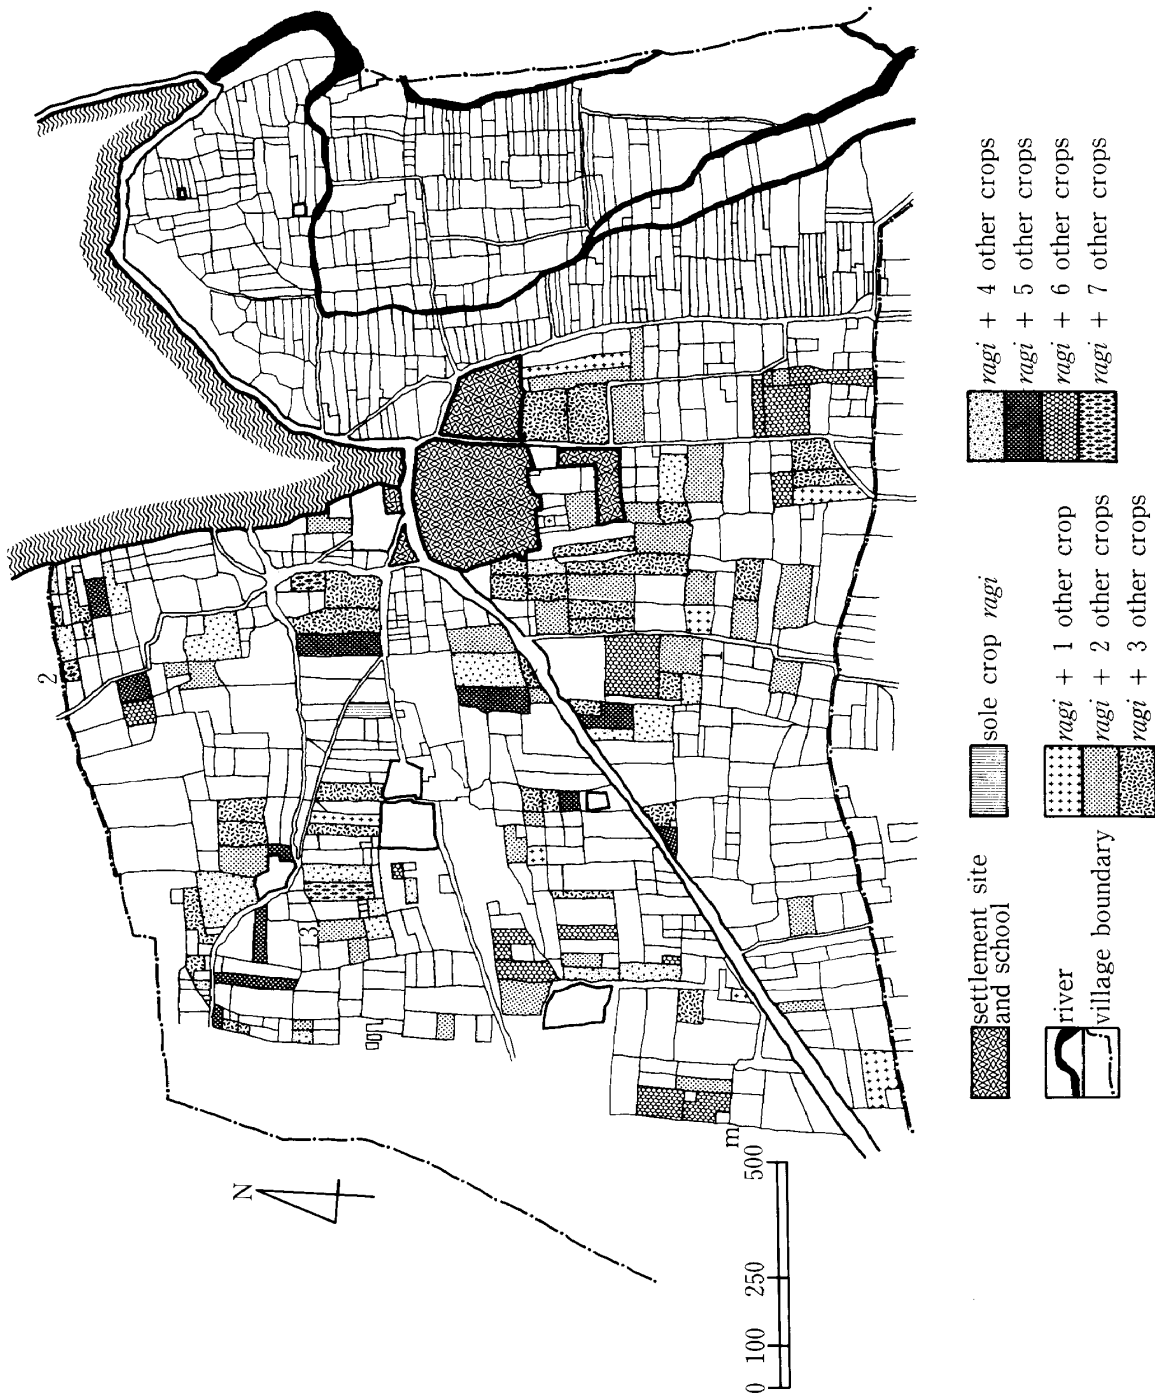 2
3
N
m
0 100 250 500
settlement site
and school
river
village boundary
sole crop ragi
ragi + 1 other crop
ragi + 2 other crops
ragi + 3 other crops
ragi + 4 other crops
ragi + 5 other crops
ragi + 6 other crops
ragi + 7 other crops